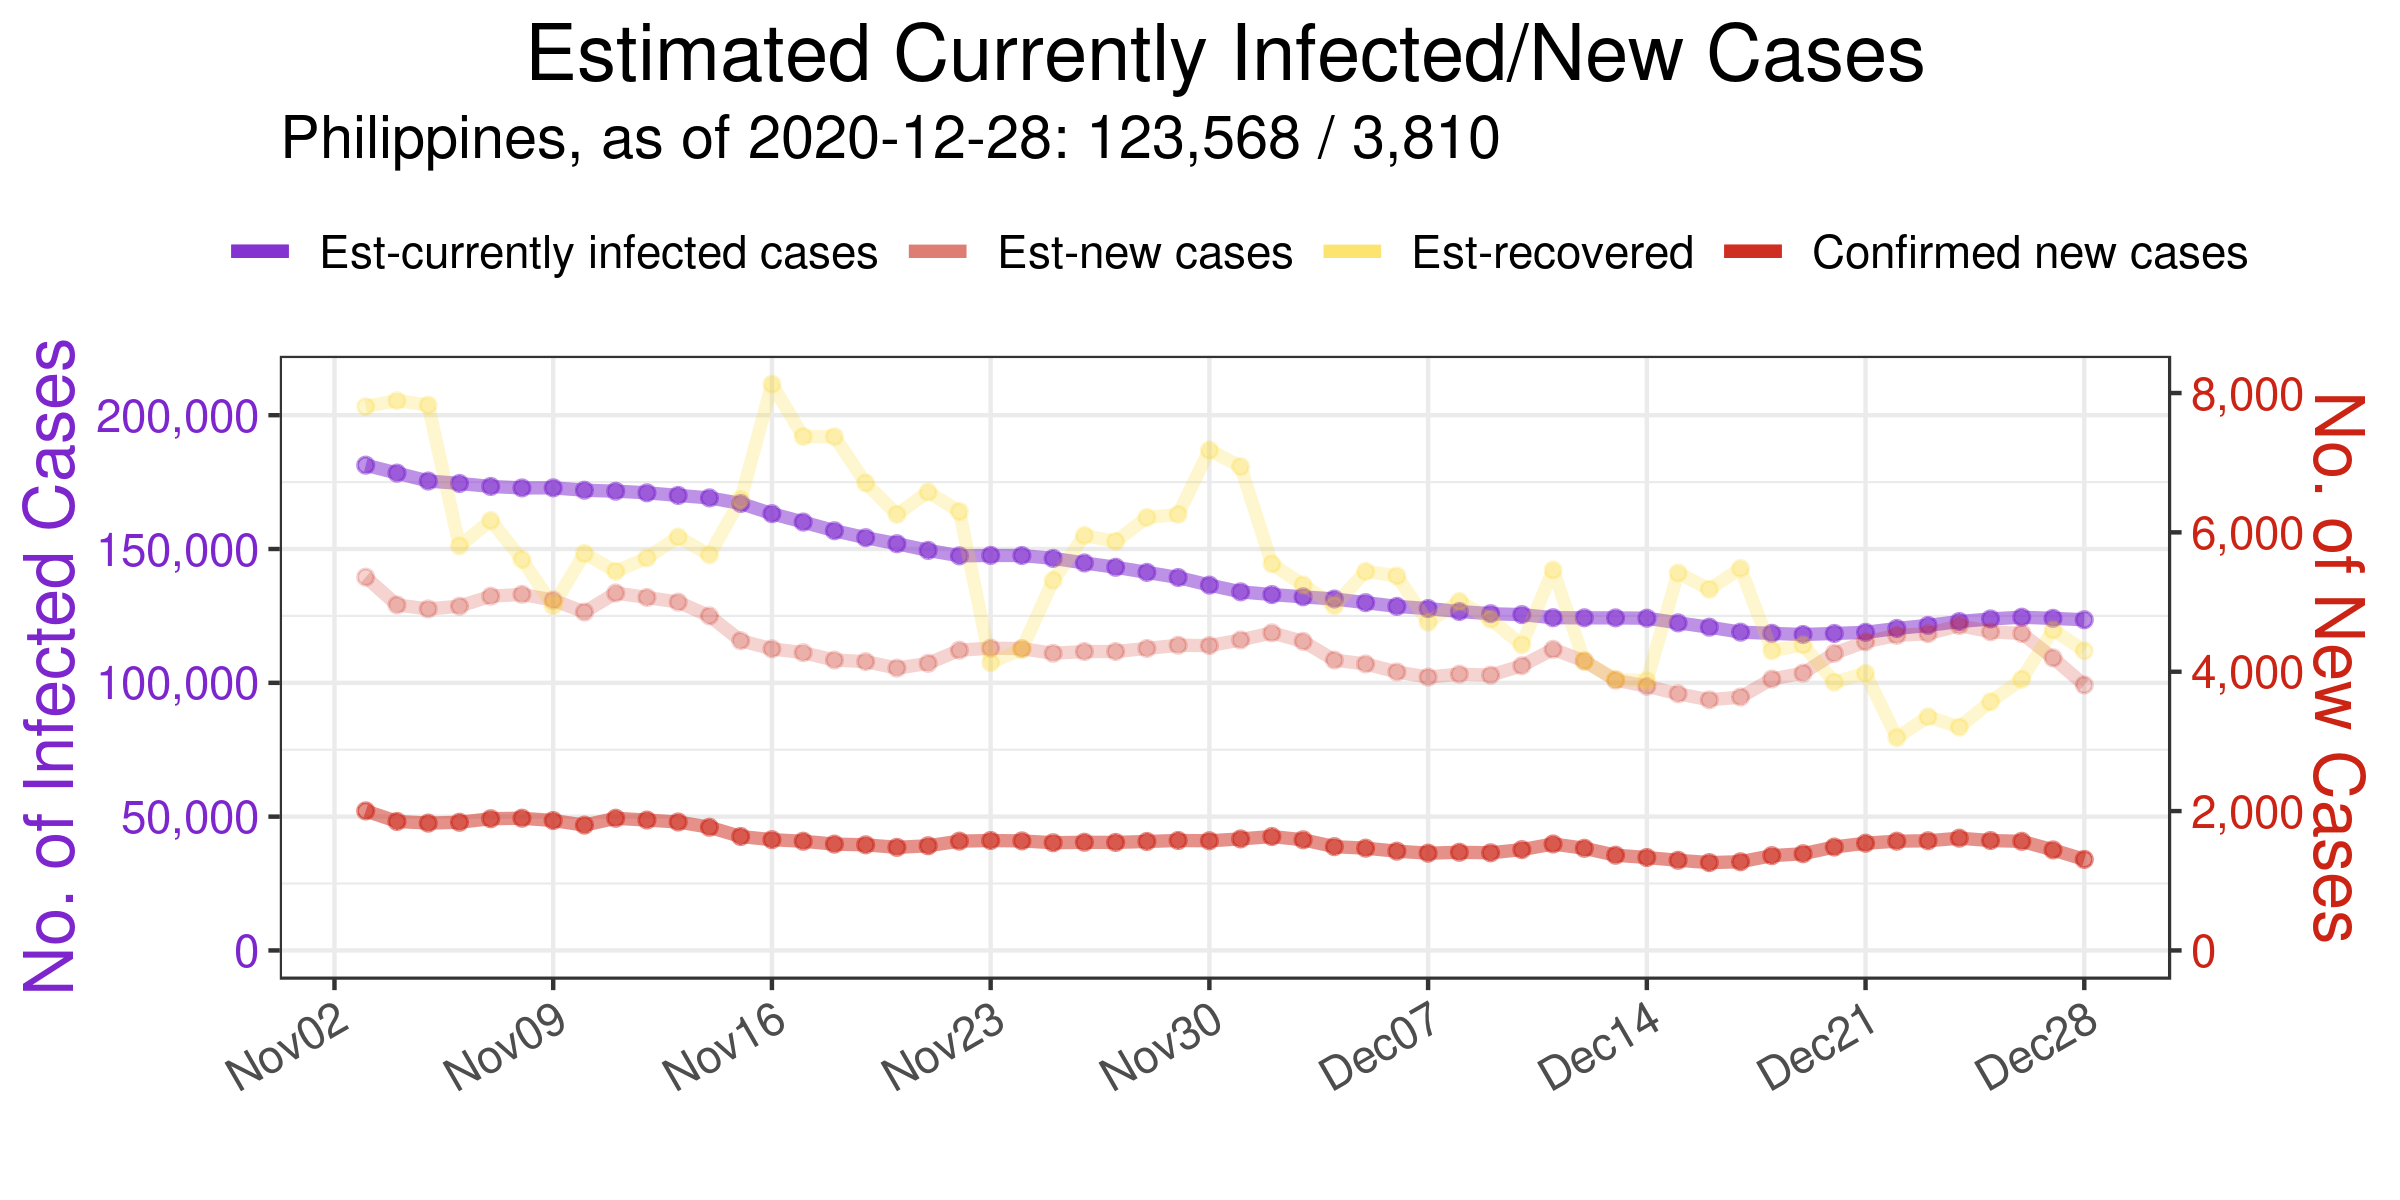 Estimated Currently Infected/New Cases
Philippines, as of 2020-12-28: 123,568 / 3,810
Est-currently infected cases Est-new cases Est-recovered Confirmed new cases
No. of Infected Cases
200,000
150,000
100,000
50,000
0
8,000
6,000
4,000
2,000
0
No. of New Cases
Nov02 Nov09 Nov16 Nov23 Nov30 Dec07 Dec14 Dec21 Dec28